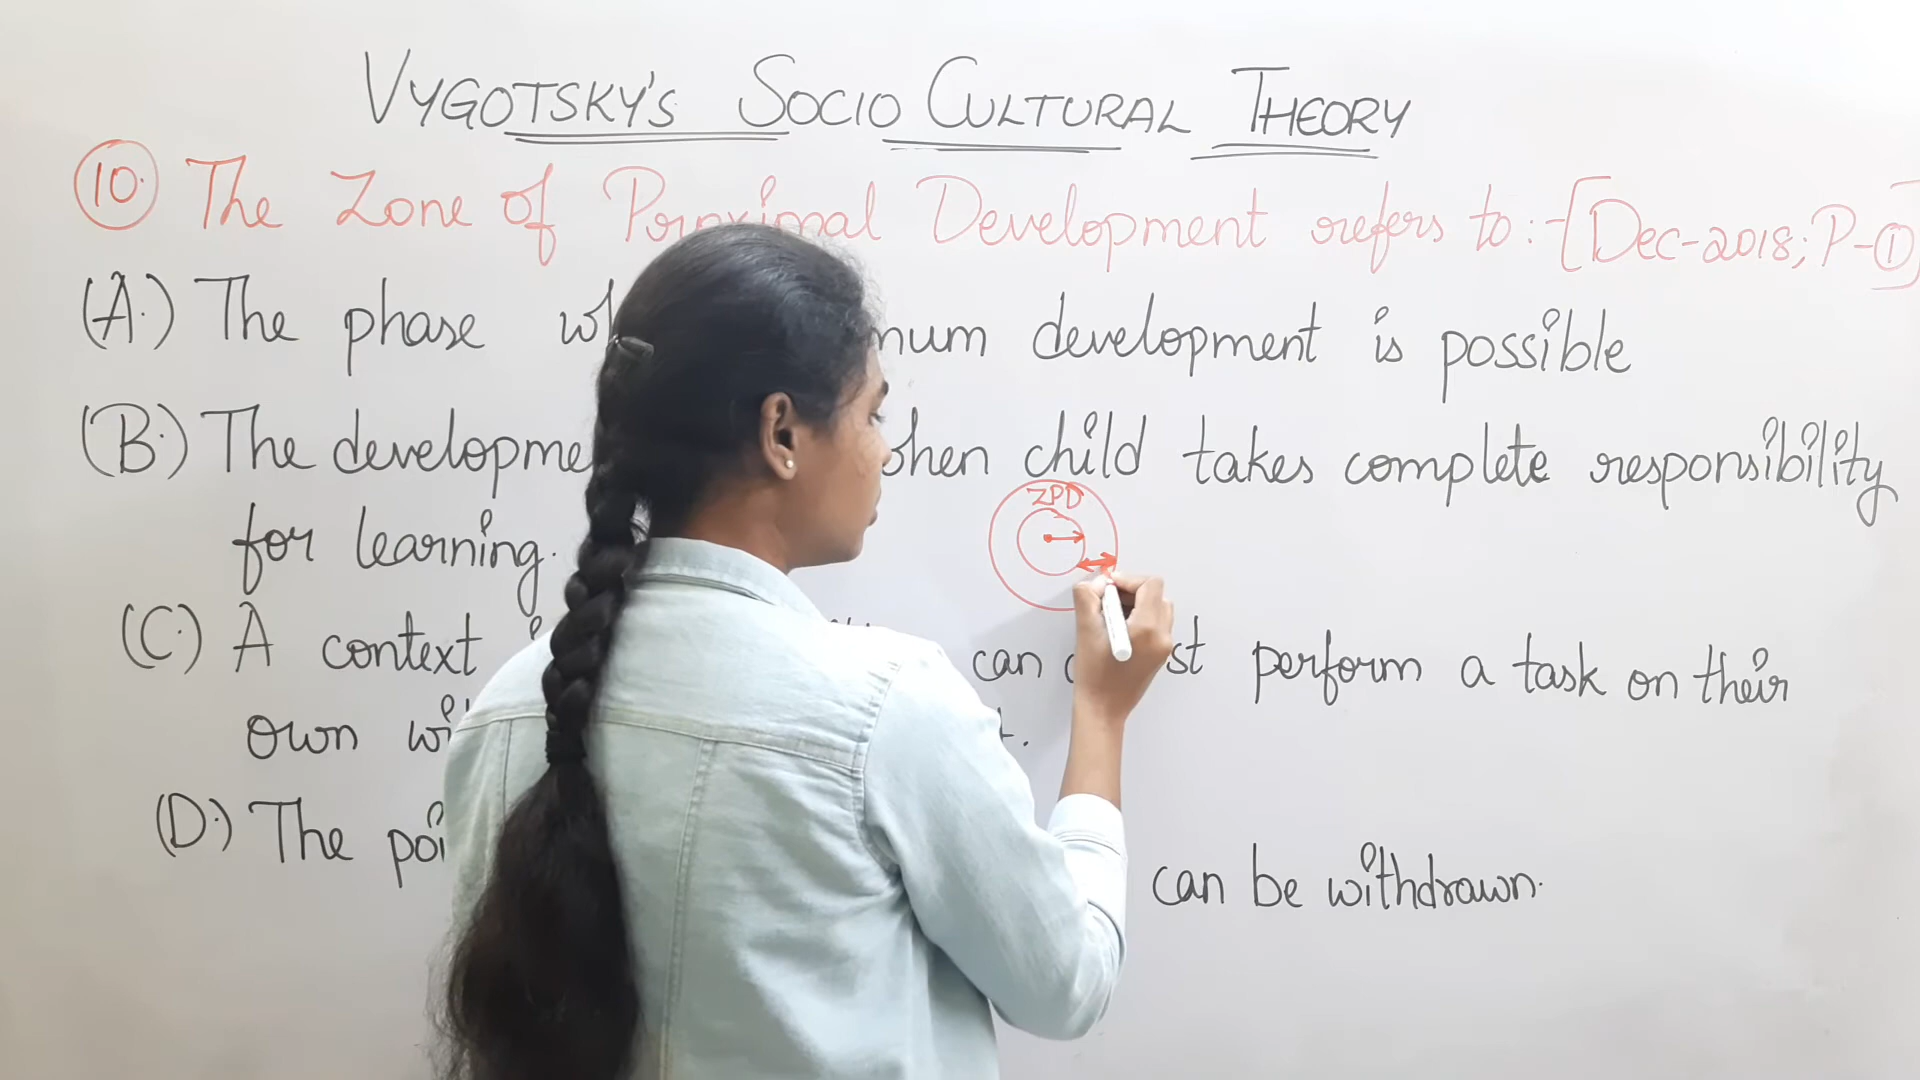 VYGOTSKY'S SOCIO CULTURAL THEORY
10. The Zone of Proximal Development refers to:- [Dec-2018; P-1]
(A.) The phase num development is possible
(B.) The developme child takes complete responsibility
ZPD
for learning.
(C.) A context can perform a task on their
own
(D.) The can be withdrawn.